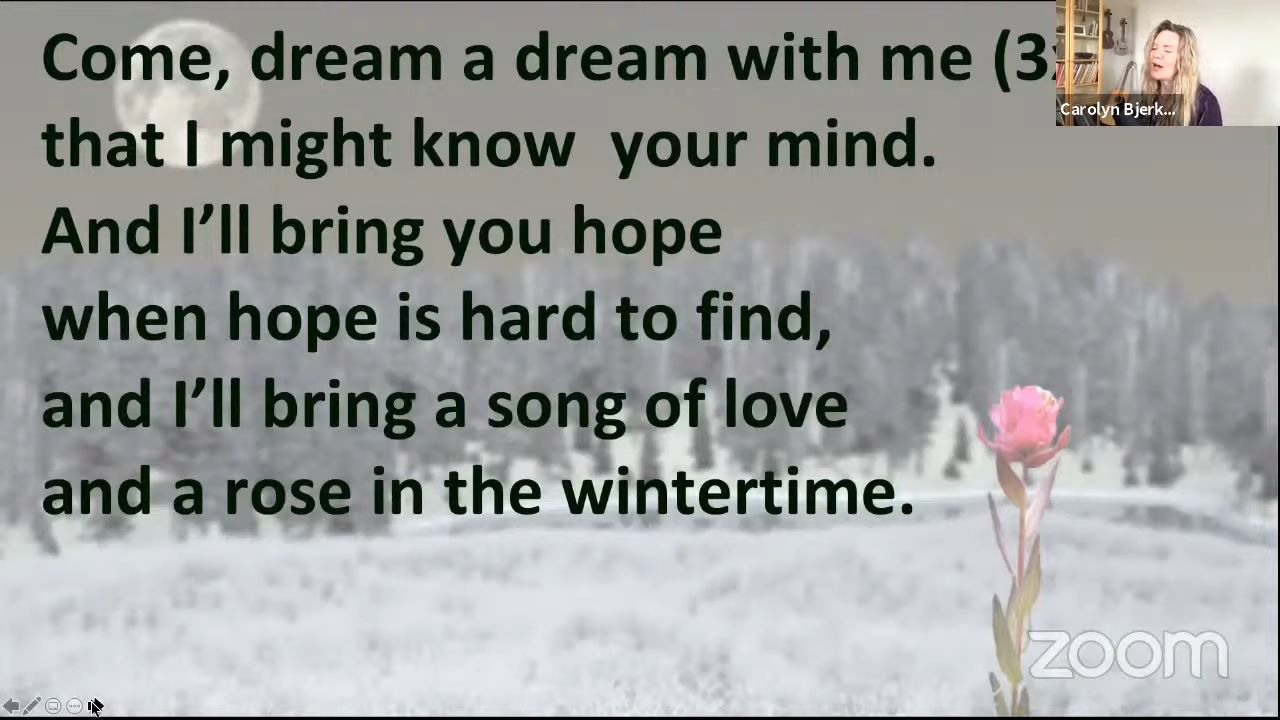 Come, dream a dream with me (3
that I might know your mind.
And I’ll bring you hope
when hope is hard to find,
and I’ll bring a song of love
and a rose in the wintertime.
Carolyn Bjerk...
zoom